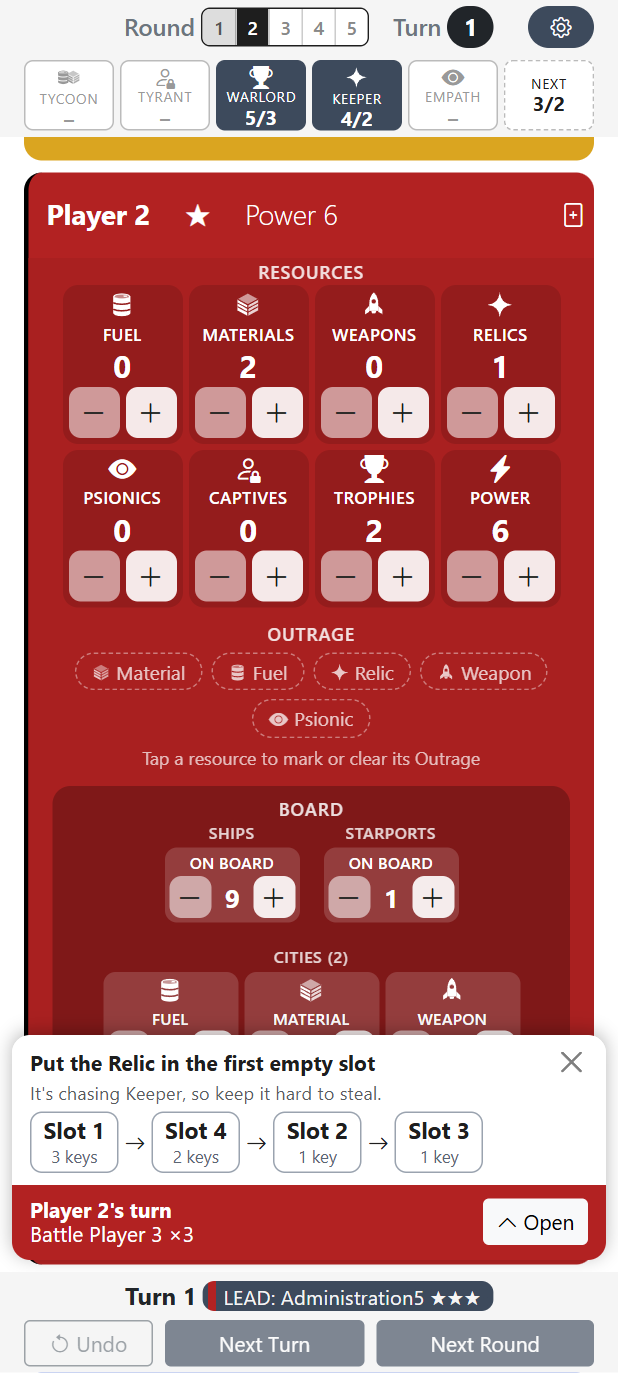 Round 1 2 3 4 5 Turn 1
TYCOON TYRANT WARLORD KEEPER EMPATH NEXT
– – 5/3 4/2 – 3/2
Player 2 ★ Power 6
RESOURCES
FUEL MATERIALS WEAPONS RELICS
0 2 0 1
− + − + − + − +
PSIONICS CAPTIVES TROPHIES POWER
0 0 2 6
− + − + − + − +
OUTRAGE
Material Fuel Relic Weapon
Psionic
Tap a resource to mark or clear its Outrage
BOARD
SHIPS STARPORTS
ON BOARD ON BOARD
− 9 + − 1 +
CITIES (2)
FUEL MATERIAL WEAPON
Put the Relic in the first empty slot
It's chasing Keeper, so keep it hard to steal.
Slot 1 → Slot 4 → Slot 2 → Slot 3
3 keys 2 keys 1 key 1 key
Player 2's turn
Battle Player 3 ×3
Open
Turn 1 LEAD: Administration5 ★★★
Undo Next Turn Next Round